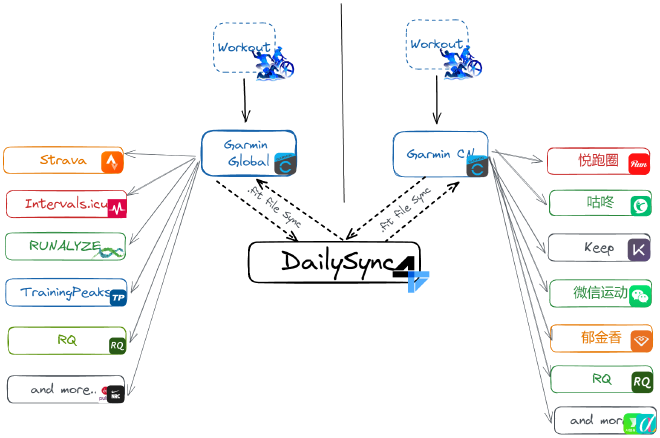 Workout
Workout
Garmin
Global
Garmin CN
Strava
Intervals.icu
RUNALYZE
TrainingPeaks
TP
RQ
RQ
and more..
NRC
.fit file sync
.fit file sync
DailySync
悦跑圈
咕咚
Keep
微信运动
郁金香
RQ
RQ
and more